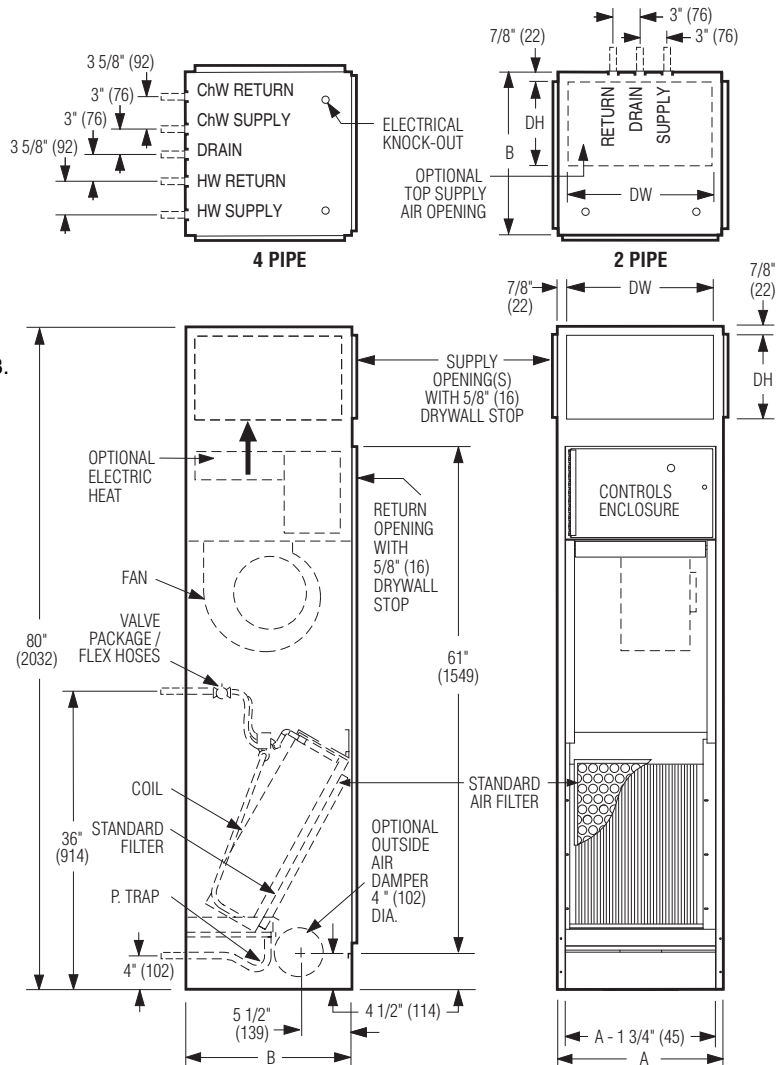 3 5/8" (92)
3" (76)
3" (76)
3 5/8" (92)
ChW RETURN
ChW SUPPLY
DRAIN
HW RETURN
HW SUPPLY
ELECTRICAL
KNOCK-OUT
4 PIPE
7/8" (22)
3" (76)
3" (76)
DH
B
RETURN
DRAIN
SUPPLY
OPTIONAL
TOP SUPPLY
AIR OPENING
DW
2 PIPE
7/8"
(22)
DW
7/8"
(22)
DH
SUPPLY
OPENING(S)
WITH 5/8" (16)
DRYWALL STOP
OPTIONAL
ELECTRIC
HEAT
RETURN
OPENING
WITH
5/8" (16)
DRYWALL
STOP
CONTROLS
ENCLOSURE
FAN
VALVE
PACKAGE /
FLEX HOSES
80"
(2032)
61"
(1549)
COIL
STANDARD
FILTER
36"
(914)
P. TRAP
OPTIONAL
OUTSIDE
AIR
DAMPER
4 " (102)
DIA.
STANDARD
AIR FILTER
4" (102)
5 1/2"
(139)
4 1/2" (114)
B
A - 1 3/4" (45)
A